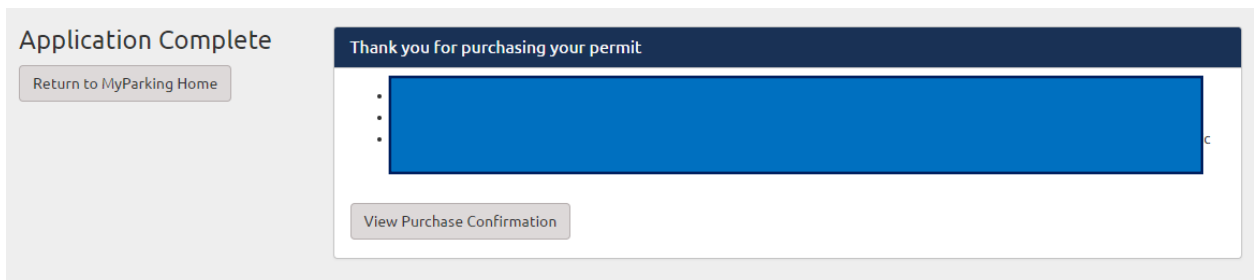 Application Complete
Return to MyParking Home
Thank you for purchasing your permit
c
View Purchase Confirmation